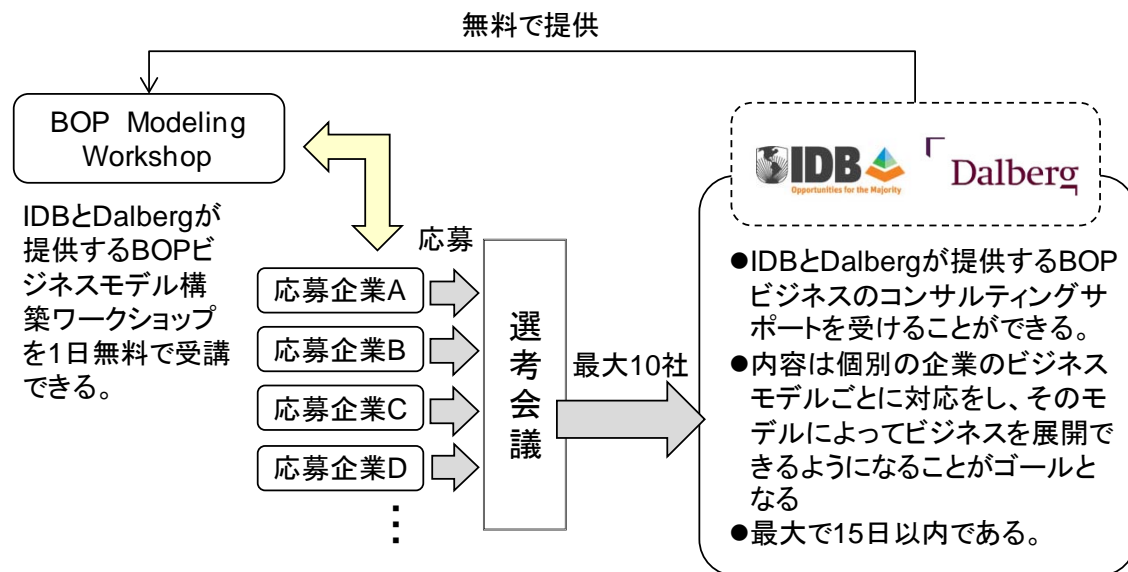 無料で提供
BOP Modeling
Workshop
IDBとDalbergが
提供するBOPビ
ジネスモデル構
築ワークショップ
を1日無料で受講
できる。
応募
応募企業A
応募企業B
応募企業C
応募企業D
⋮
選考会議
最大10社
IDB
Opportunities for the Majority
Dalberg
●IDBとDalbergが提供するBOP
ビジネスのコンサルティングサ
ポートを受けることができる。
●内容は個別の企業のビジネス
モデルごとに対応をし、そのモ
デルによってビジネスを展開で
きるようになることがゴールと
なる
●最大で15日以内である。